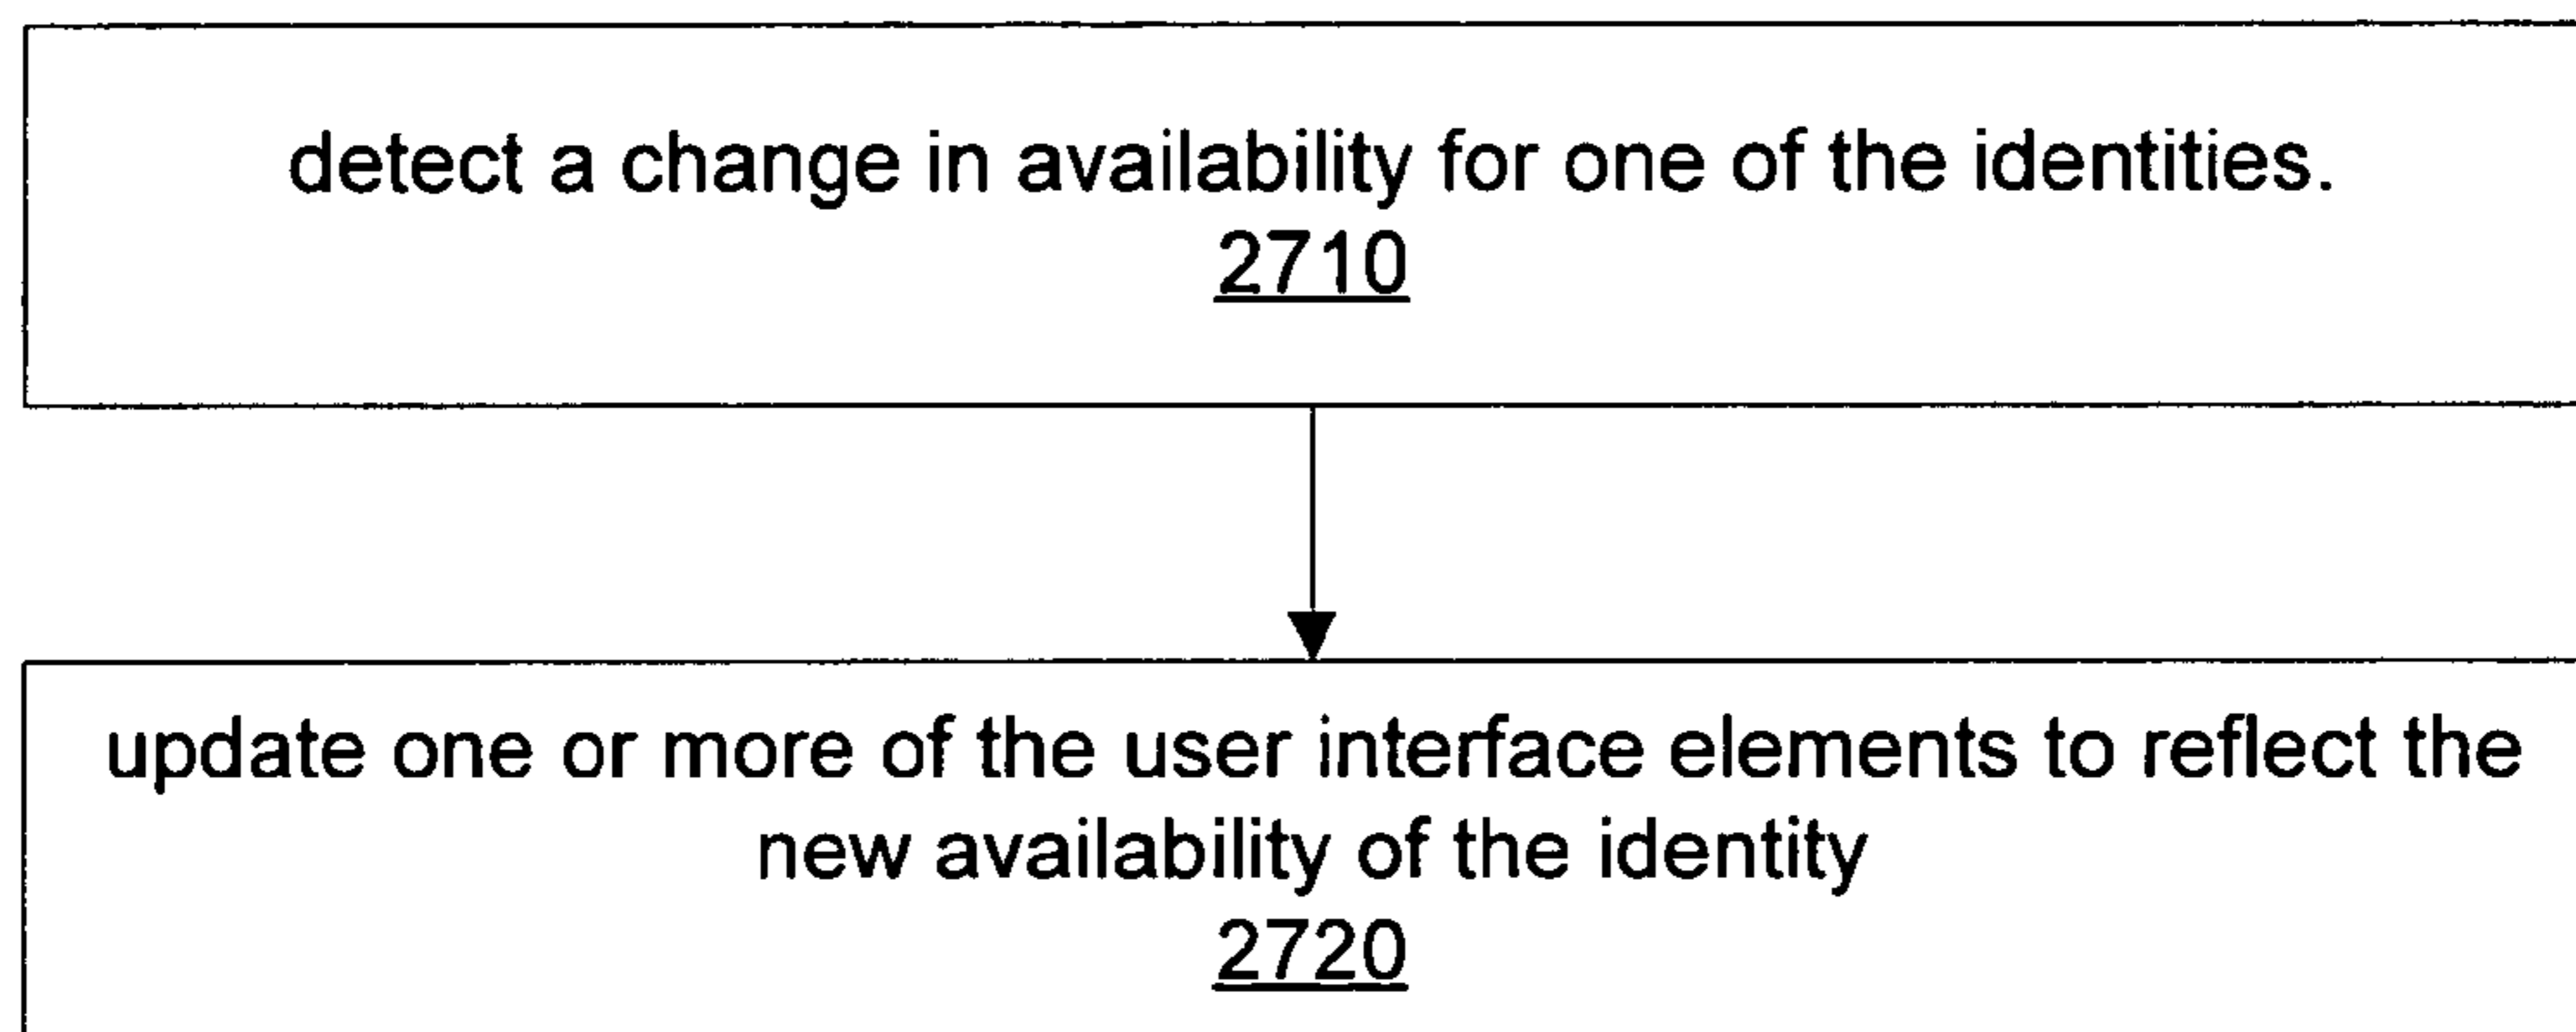 detect a change in availability for one of the identities.
2710
update one or more of the user interface elements to reflect the
new availability of the identity
2720